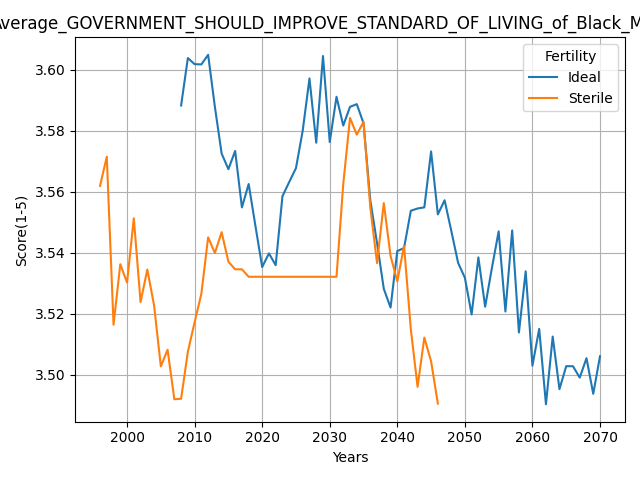 Average_GOVERNMENT_SHOULD_IMPROVE_STANDARD_OF_LIVING_of_Black_M
Fertility
Ideal
Sterile
Score(1-5)
3.60
3.58
3.56
3.54
3.52
3.50
2000 2010 2020 2030 2040 2050 2060 2070
Years